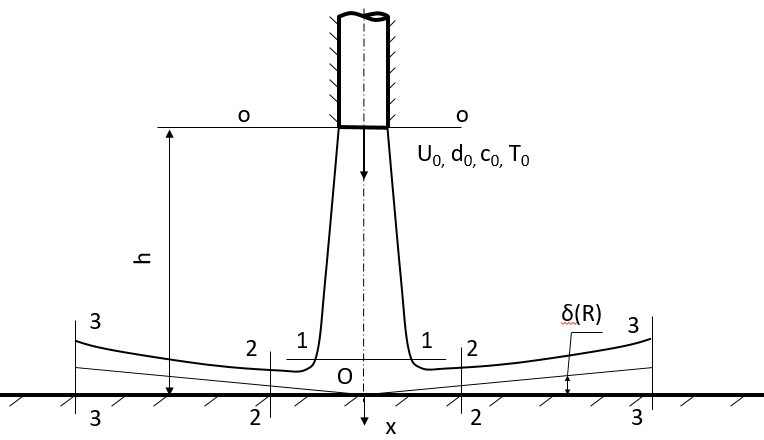 o o
U0, d0, c0, T0
h
δ(R)
3 3
2 1 1 2
O
3 2 2 3
x